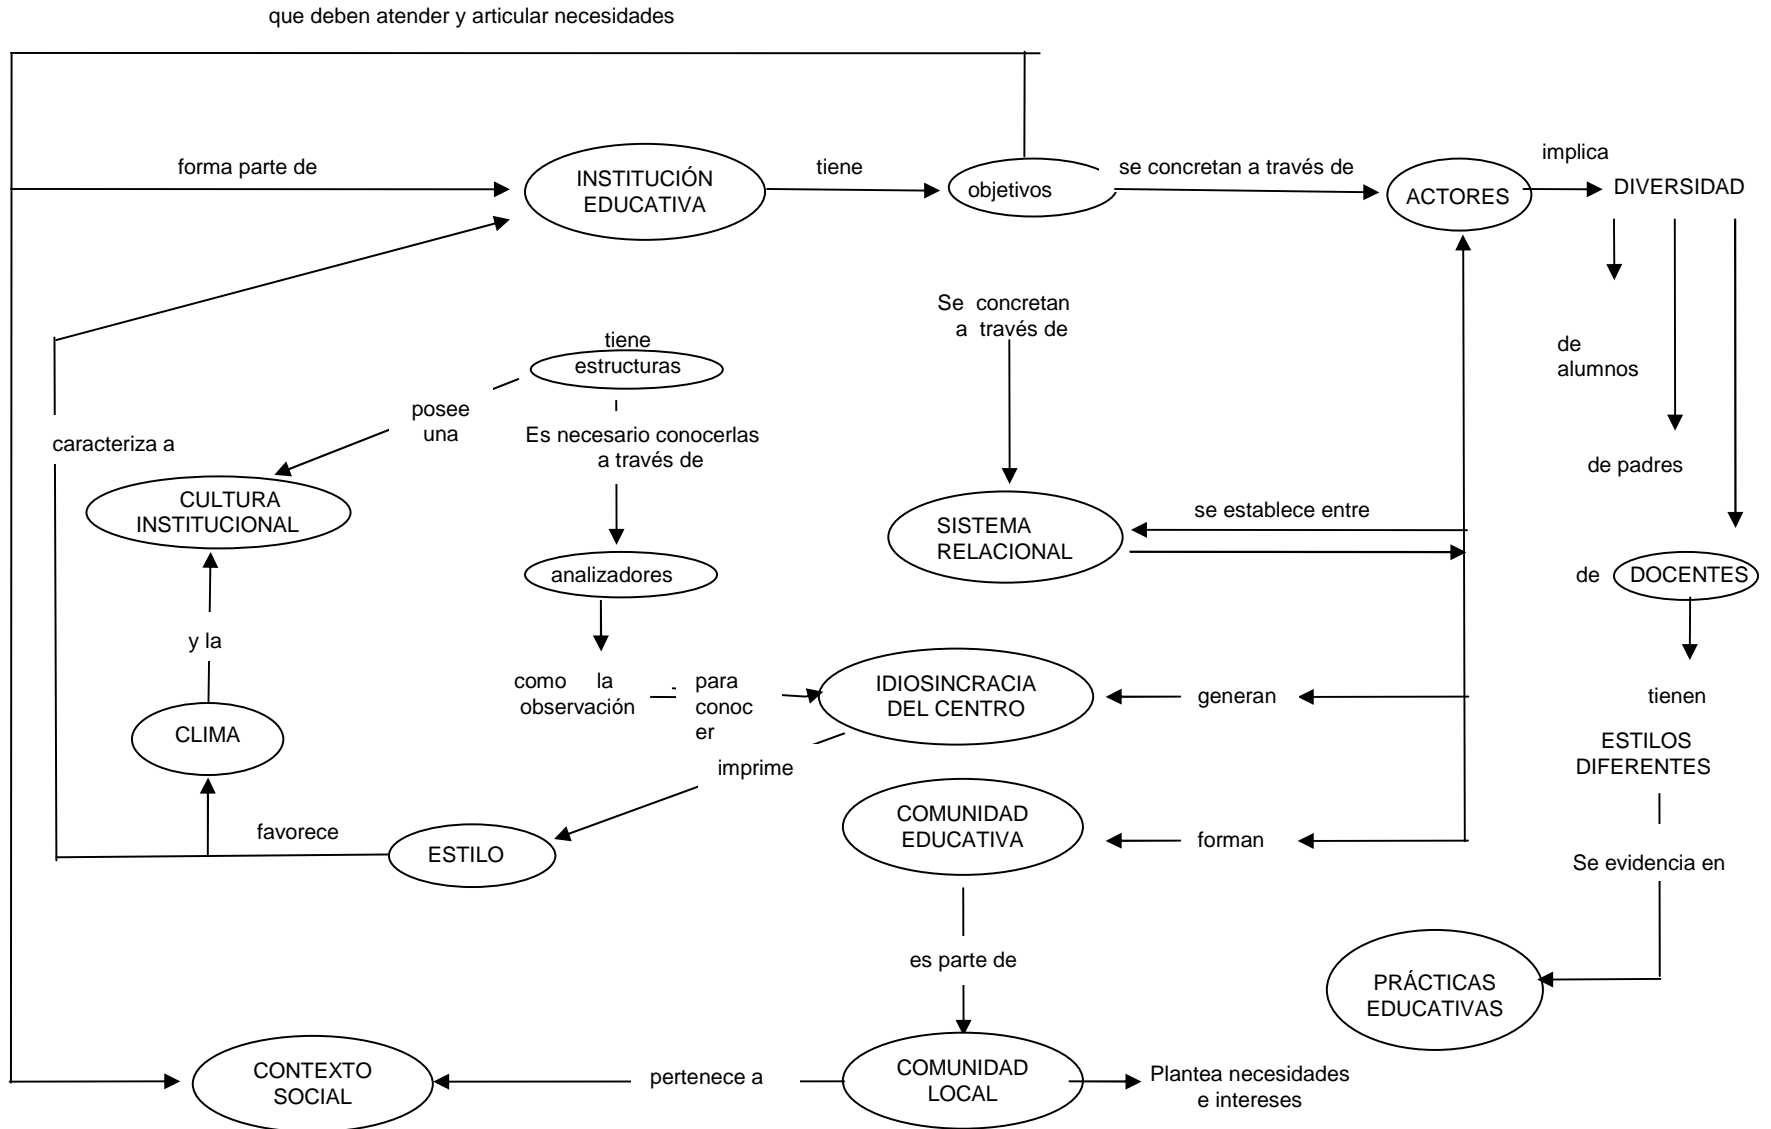 que deben atender y articular necesidades
forma parte de
INSTITUCIÓN
EDUCATIVA
tiene
objetivos
se concretan a través de
ACTORES
implica
DIVERSIDAD
Se concretan
a través de
tiene
estructuras
de
alumnos
posee
una
caracteriza a
Es necesario conocerlas
a través de
de padres
CULTURA
INSTITUCIONAL
SISTEMA
RELACIONAL
se establece entre
analizadores
de
DOCENTES
y la
como la
observación
para
conoc
er
IDIOSINCRACIA
DEL CENTRO
generan
tienen
CLIMA
ESTILOS
DIFERENTES
imprime
COMUNIDAD
EDUCATIVA
forman
favorece
ESTILO
Se evidencia en
es parte de
PRÁCTICAS
EDUCATIVAS
CONTEXTO
SOCIAL
pertenece a
COMUNIDAD
LOCAL
Plantea necesidades
e intereses